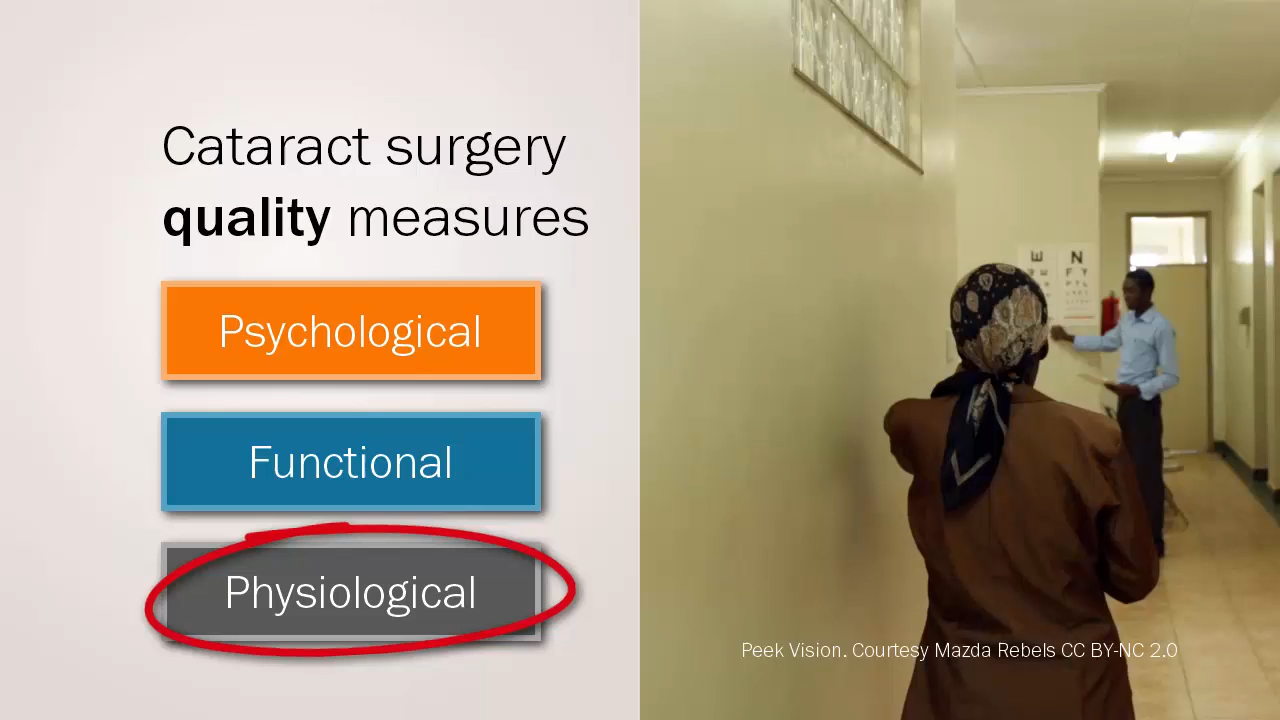 Cataract surgery
quality measures
Psychological
Functional
Physiological
E N
F Y
Peek Vision. Courtesy Mazda Rebels CC BY-NC 2.0